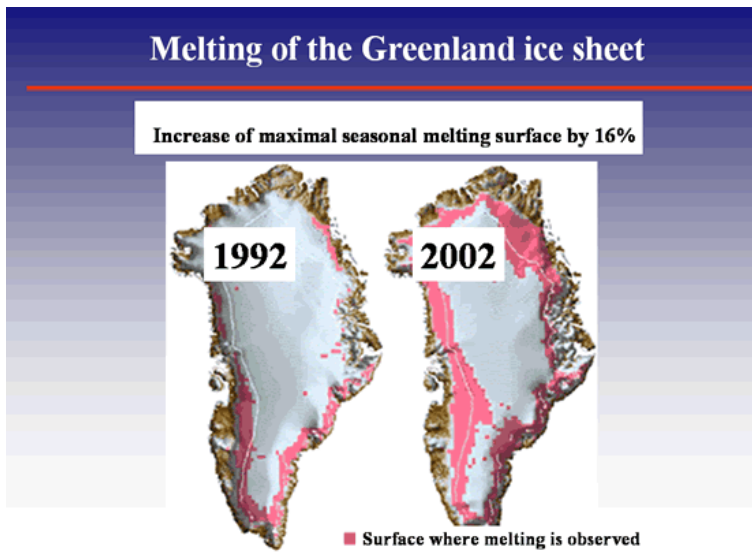 Melting of the Greenland ice sheet
Increase of maximal seasonal melting surface by 16%
1992
2002
Surface where melting is observed